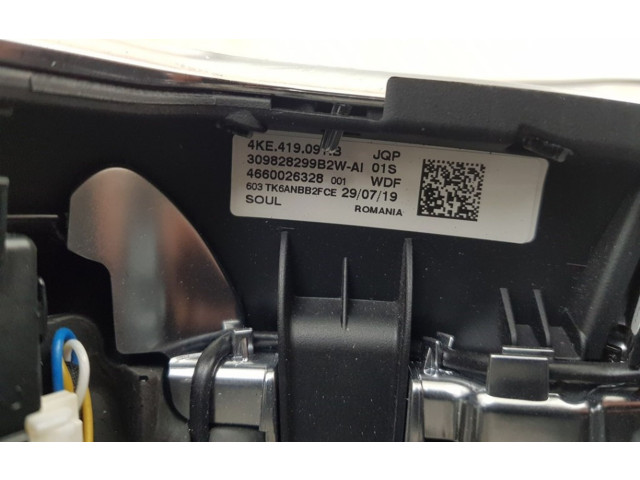 4KE.419.091.B JQP
309828299B2W-AI 01S
4660026328 001 WDF
603 TK6ANBB2FCE 29/07/19
SOUL ROMANIA